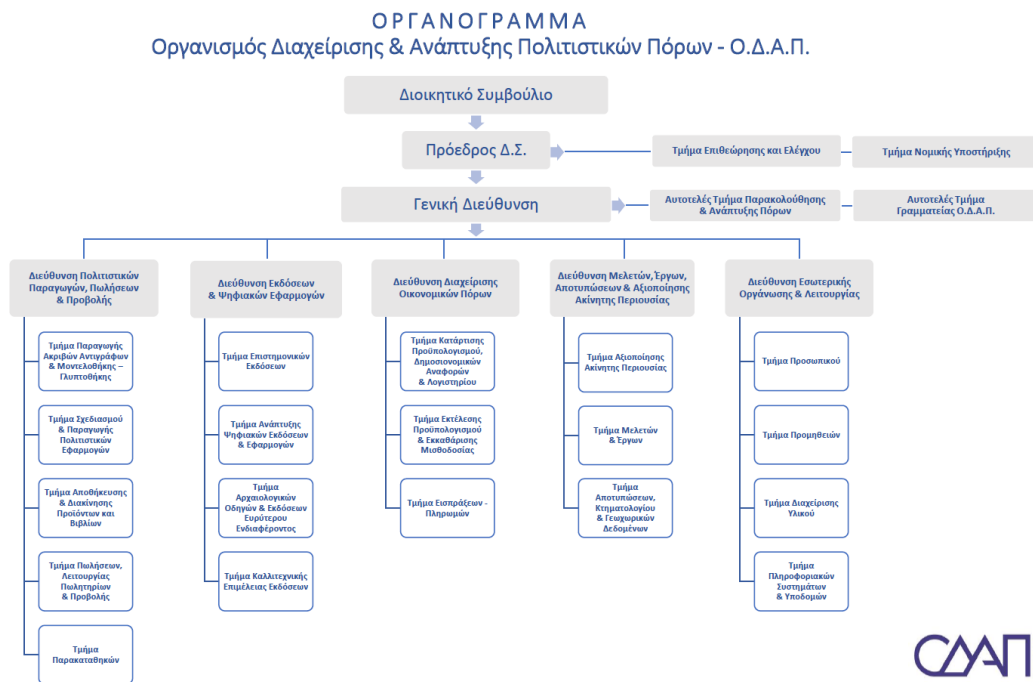 ΟΡΓΑΝΟΓΡΑΜΜΑ
Οργανισμός Διαχείρισης & Ανάπτυξης Πολιτιστικών Πόρων - Ο.Δ.Α.Π.
Διοικητικό Συμβούλιο
Πρόεδρος Δ.Σ.
Τμήμα Επιθεώρησης και Ελέγχου
Τμήμα Νομικής Υποστήριξης
Γενική Διεύθυνση
Αυτοτελές Τμήμα Παρακολούθησης
& Ανάπτυξης Πόρων
Αυτοτελές Τμήμα
Γραμματείας Ο.Δ.Α.Π.
Διεύθυνση Πολιτιστικών
Παραγωγών, Πωλήσεων
& Προβολής
Τμήμα Παραγωγής
Ακριβών Αντιγράφων
& Μοντελοθήκης –
Γλυπτοθήκης
Τμήμα Σχεδιασμού
& Παραγωγής
Πολιτιστικών
Εφαρμογών
Τμήμα Αποθήκευσης
& Διακίνησης
Προϊόντων και
Βιβλίων
Τμήμα Πωλήσεων,
Λειτουργίας
Πωλητηρίων
& Προβολής
Τμήμα
Παρακαταθηκών
Διεύθυνση Εκδόσεων
& Ψηφιακών Εφαρμογών
Τμήμα Επιστημονικών
Εκδόσεων
Τμήμα Ανάπτυξης
Ψηφιακών Εκδόσεων
& Εφαρμογών
Τμήμα
Αρχαιολογικών
Οδηγών & Εκδόσεων
Ευρύτερου
Ενδιαφέροντος
Τμήμα Καλλιτεχνικής
Επιμέλειας Εκδόσεων
Διεύθυνση Διαχείρισης
Οικονομικών Πόρων
Τμήμα Κατάρτισης
Προϋπολογισμού,
Δημοσιονομικών
Αναφορών
& Λογιστηρίου
Τμήμα Εκτέλεσης
Προϋπολογισμού
& Εκκαθάρισης
Μισθοδοσίας
Τμήμα Εισπράξεων -
Πληρωμών
Διεύθυνση Μελετών, Έργων,
Αποτυπώσεων & Αξιοποίησης
Ακίνητης Περιουσίας
Τμήμα Αξιοποίησης
Ακίνητης Περιουσίας
Τμήμα Μελετών
& Έργων
Τμήμα
Αποτυπώσεων,
Κτηματολογίου
& Γεωχωρικών
Δεδομένων
Διεύθυνση Εσωτερικής
Οργάνωσης & Λειτουργίας
Τμήμα Προσωπικού
Τμήμα Προμηθειών
Τμήμα Διαχείρισης
Υλικού
Τμήμα
Πληροφοριακών
Συστημάτων
& Υποδομών
ΟΔΑΠ